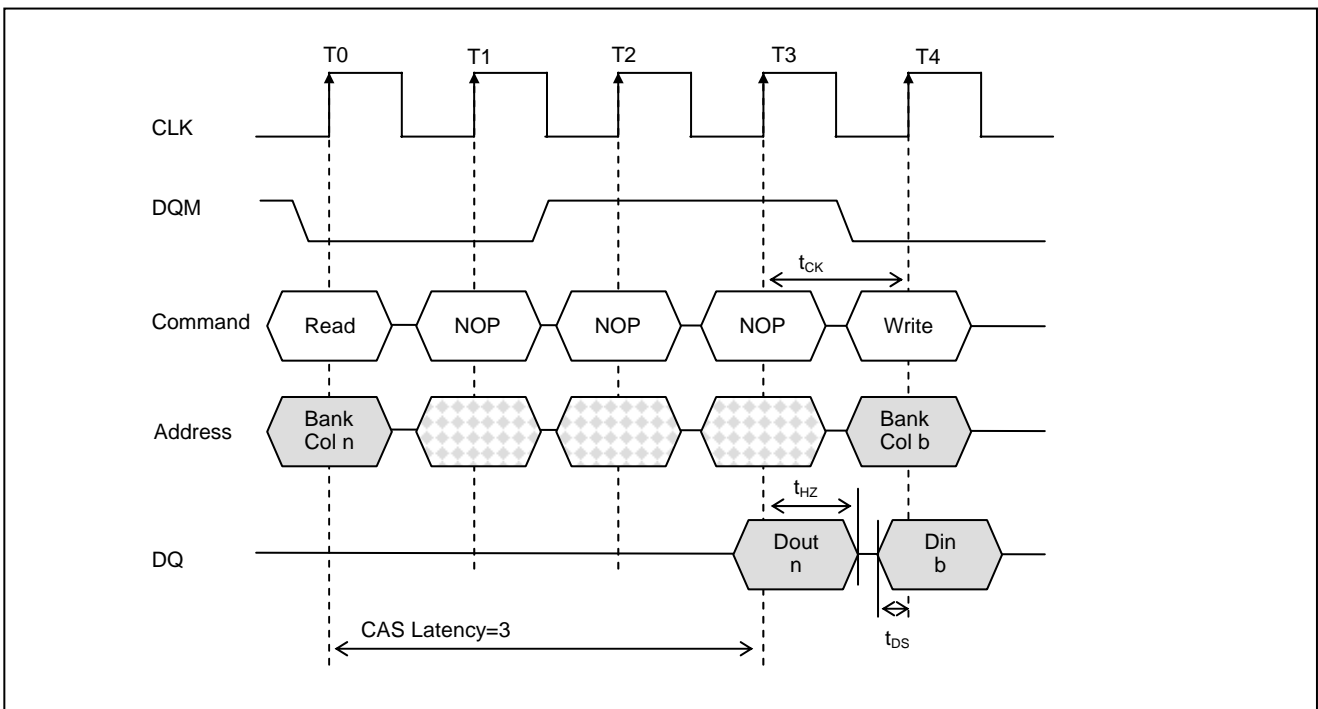 T0 T1 T2 T3 T4
CLK
DQM
tCK
Command Read NOP NOP NOP Write
Address Bank Col n Bank Col b
tHZ
DQ Dout n Din b
tDS
CAS Latency=3